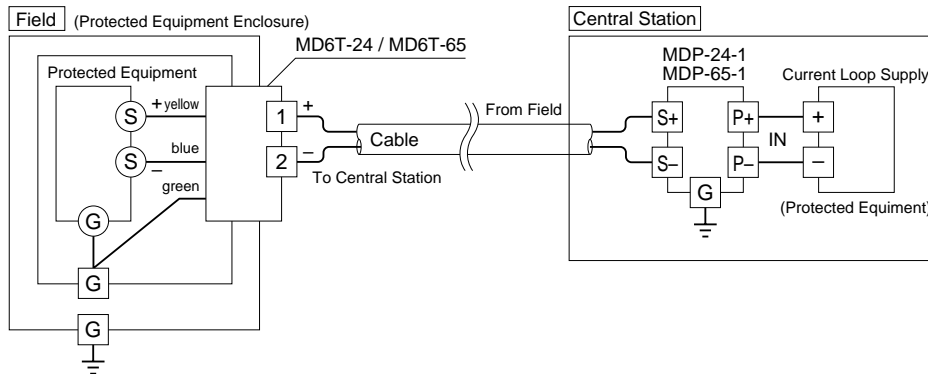 Field (Protected Equipment Enclosure)
Central Station
MD6T-24 / MD6T-65
MDP-24-1
MDP-65-1
Protected Equipment
Current Loop Supply
S
+ yellow
1
+
From Field
S+
P+
+
Cable
IN
S
blue
–
2
–
S–
P–
–
green
To Central Station
G
G
(Protected Equiment)
G
G